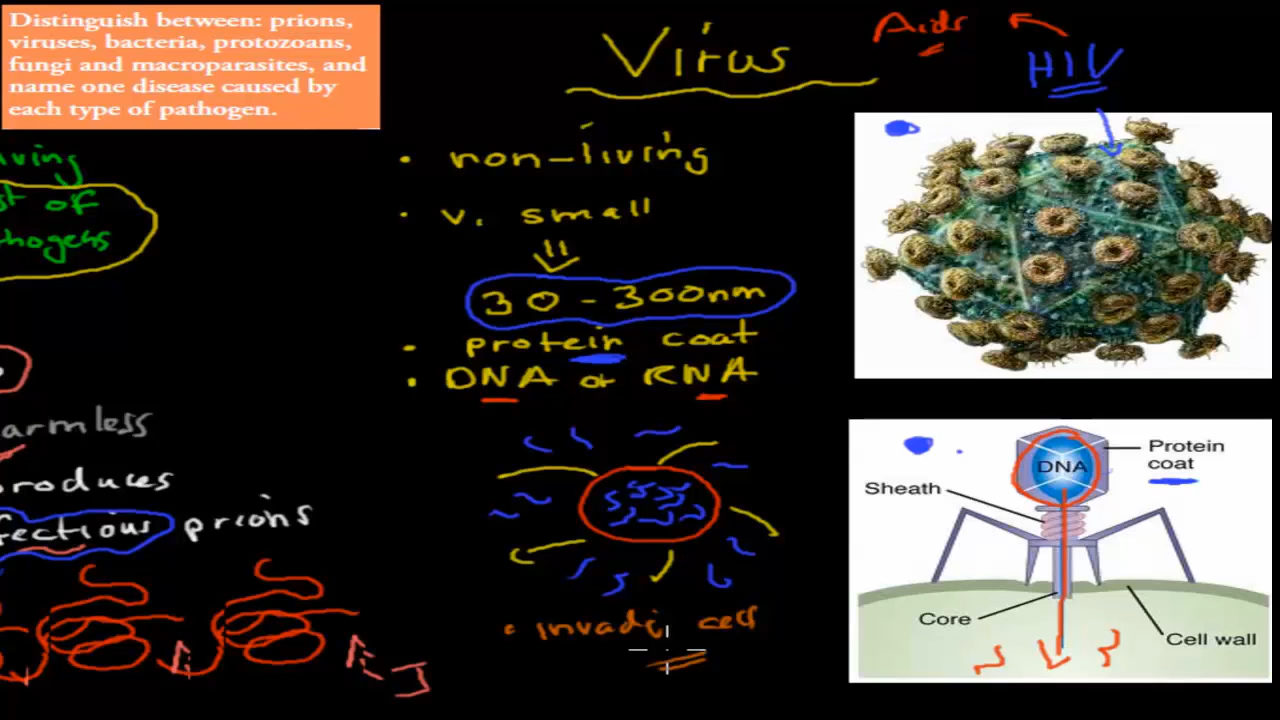 Distinguish between: prions,
viruses, bacteria, protozoans,
fungi and macroparasites, and
name one disease caused by
each type of pathogen.
Virus
Aids
HIV
• non-living
• v. small
30 - 300nm
• protein coat
• DNA or RNA
• invade cell
st of
armless
roduces
fectious prions
DNA
Protein
coat
Sheath
Core
Cell wall